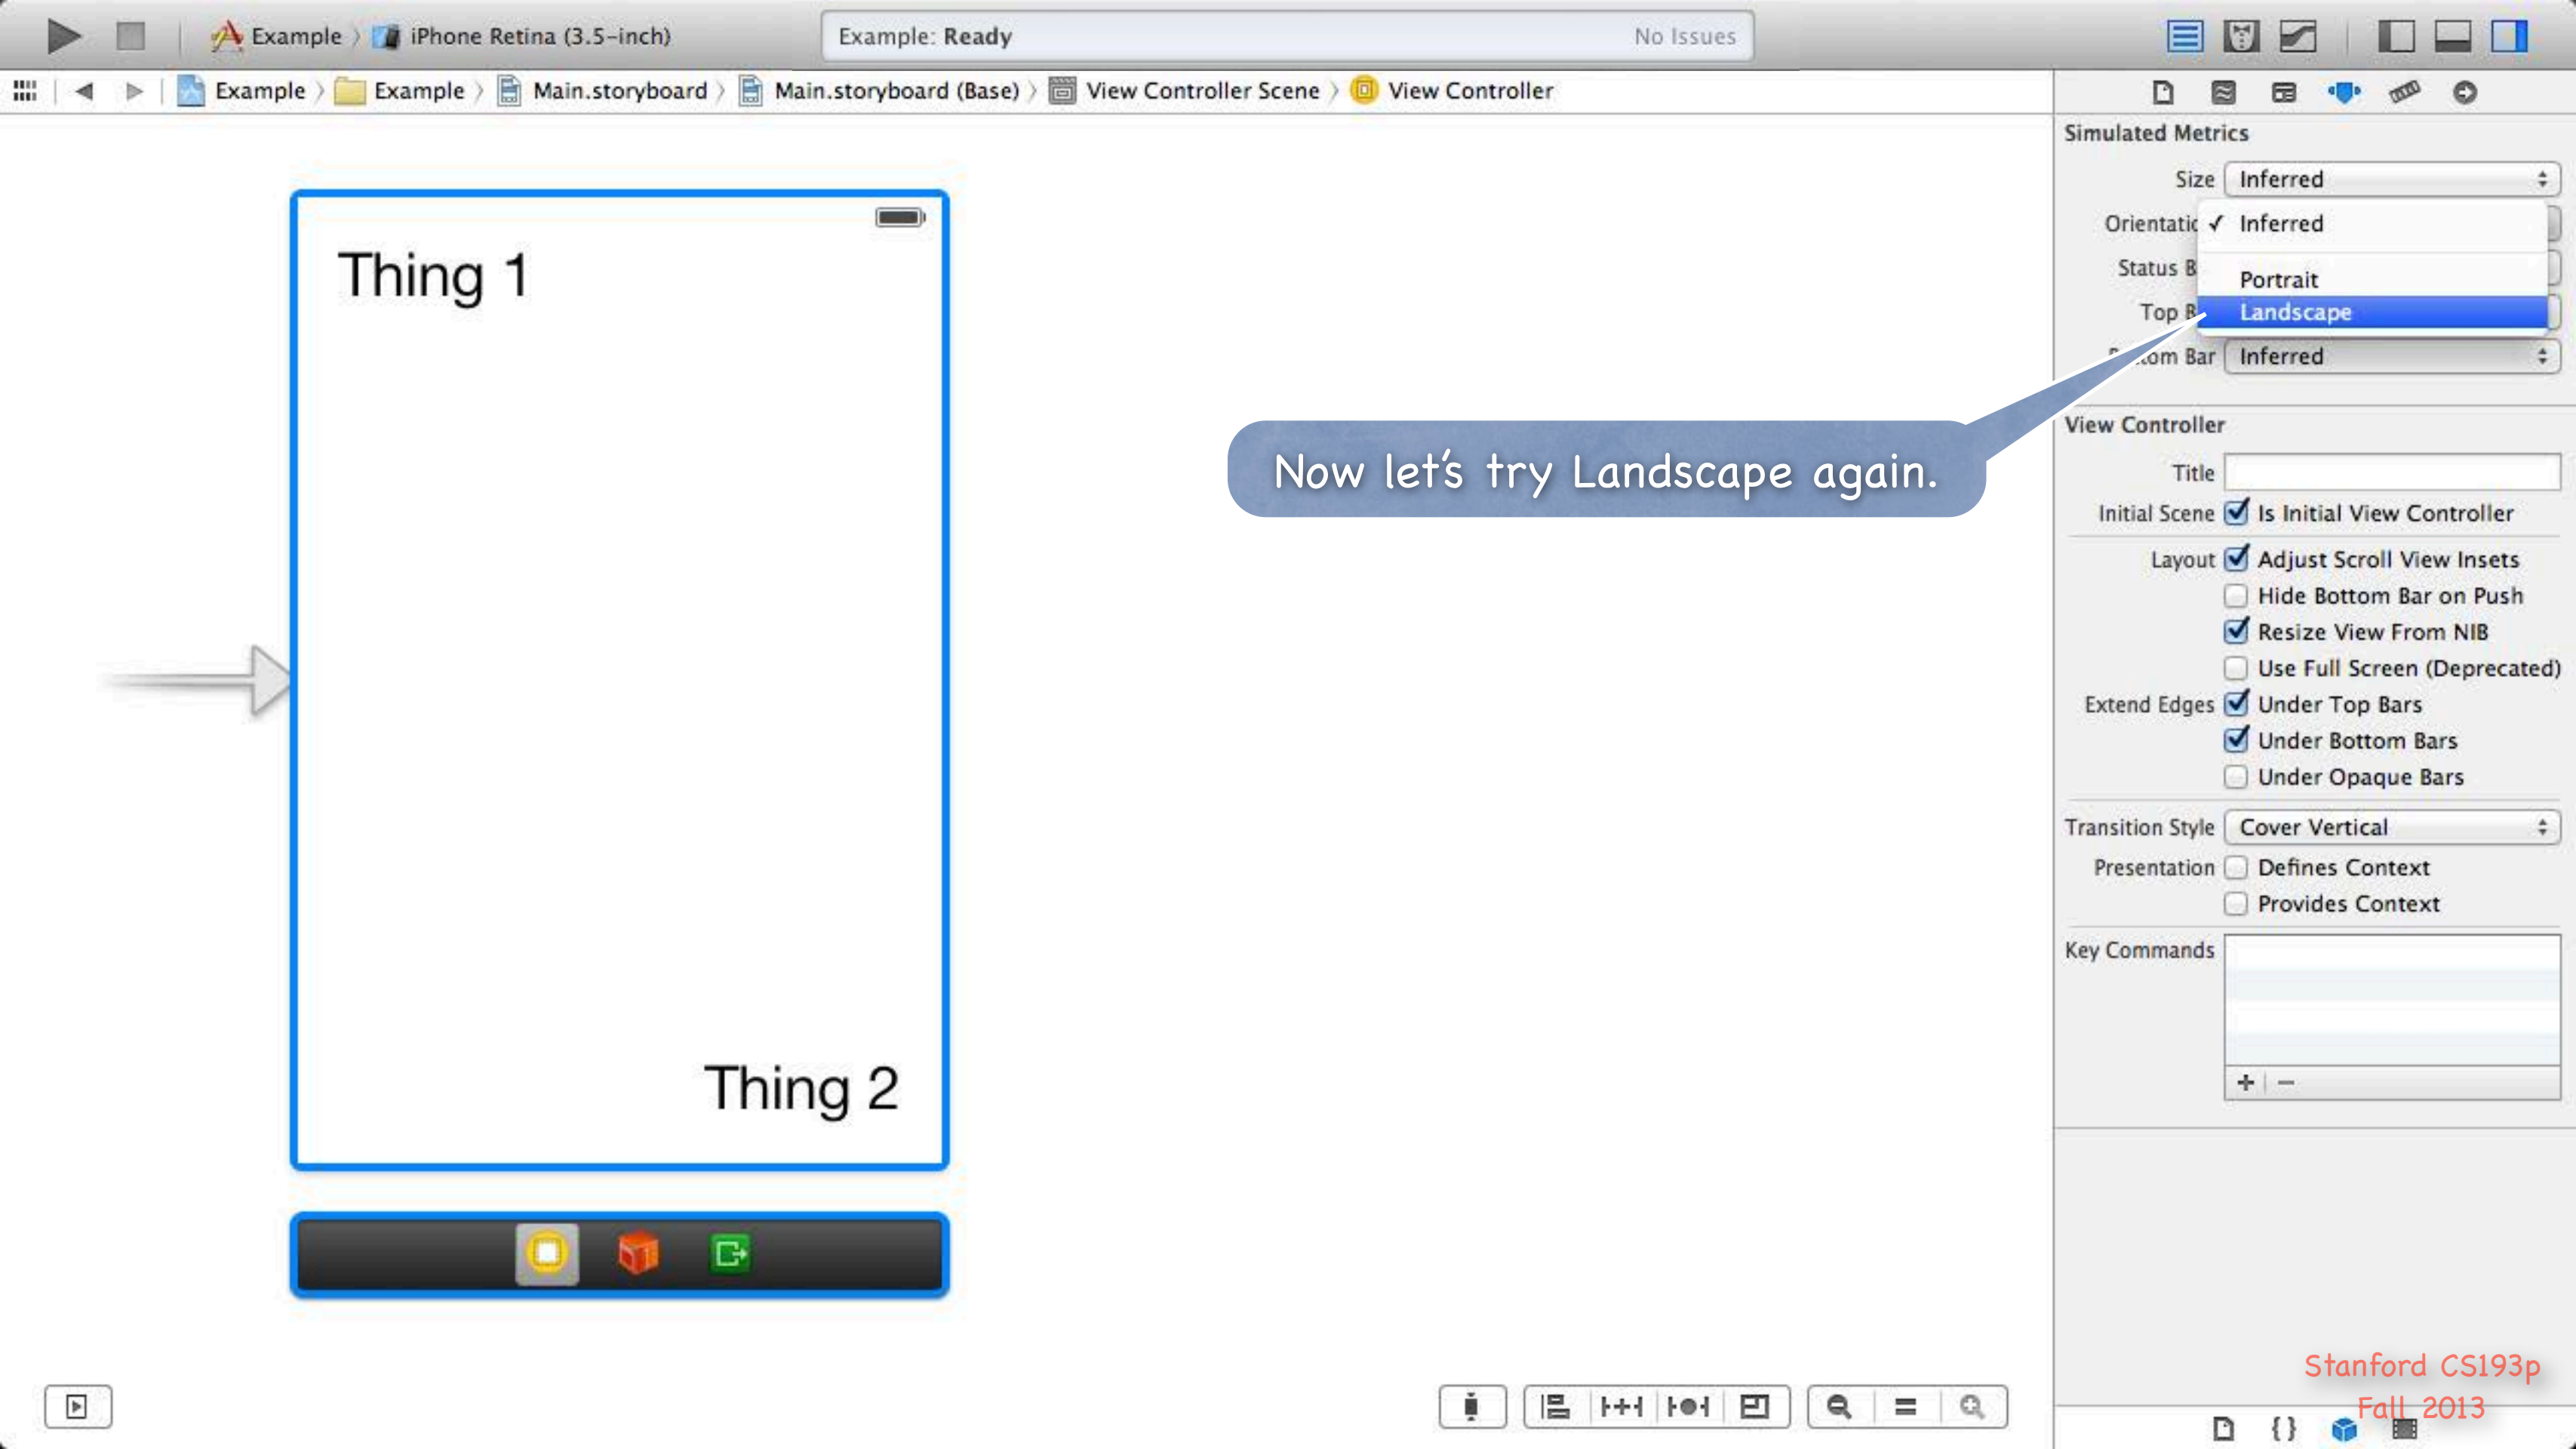 Example iPhone Retina (3.5-inch) Example: Ready No Issues
Example Example Main.storyboard Main.storyboard (Base) View Controller Scene View Controller
Simulated Metrics
Size Inferred
Orientatio ✓ Inferred
Status B
Portrait
Top B Landscape
tom Bar Inferred
Thing 1
Now let's try Landscape again.
View Controller
Title
Initial Scene Is Initial View Controller
Layout Adjust Scroll View Insets
Hide Bottom Bar on Push
Resize View From NIB
Use Full Screen (Deprecated)
Extend Edges Under Top Bars
Under Bottom Bars
Under Opaque Bars
Transition Style Cover Vertical
Presentation Defines Context
Provides Context
Key Commands
+ −
Thing 2
Stanford CS193p
Fall 2013
{ }